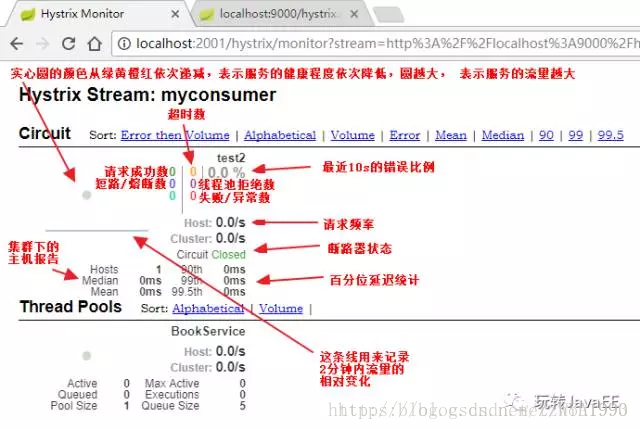 Hystrix Monitor
localhost:9000/hystrix.
localhost:2001/hystrix/monitor?stream=http%3A%2F%2Flocalhost%3A9000%2Fh
实心圆的颜色从绿黄橙红依次递减，表示服务的健康程度依次降低，圆越大， 表示服务的流量越大
Hystrix Stream: myconsumer
超时数
Circuit Sort: Error then Volume | Alphabetical | Volume | Error | Mean | Median | 90 | 99 | 99.5
test2
请求成功数 0 0 0.0 % 最近10s的错误比例
短路/熔断数 0 0 线程池拒绝数
0 0 失败/异常数
Host: 0.0/s 请求频率
Cluster: 0.0/s
Circuit Closed 断路器状态
集群下的
主机报告
Hosts 1 90th 0ms
Median 0ms 99th 0ms 百分位延迟统计
Mean 0ms 99.5th 0ms
Thread Pools Sort: Alphabetical | Volume |
BookService
Host: 0.0/s
Cluster: 0.0/s
这条线用来记录
2分钟内流量的
相对变化
Active 0 Max Active 0
Queued 0 Executions 0
Pool Size 1 Queue Size 5
玩转JavaEE